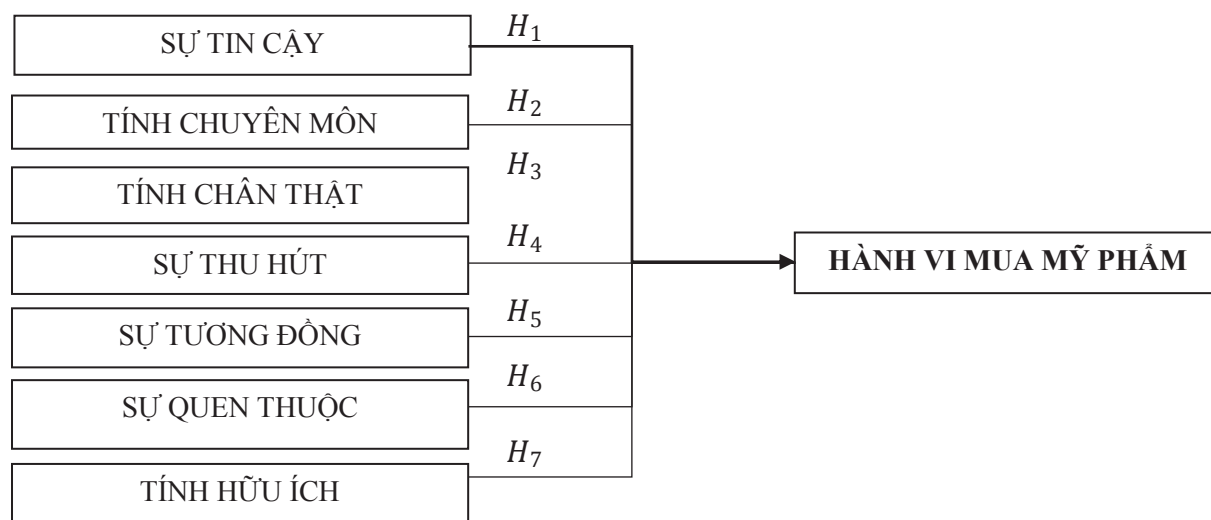 SỰ TIN CẬY
H₁
TÍNH CHUYÊN MÔN
H₂
TÍNH CHÂN THẬT
H₃
SỰ THU HÚT
H₄
SỰ TƯƠNG ĐỒNG
H₅
SỰ QUEN THUỘC
H₆
TÍNH HỮU ÍCH
H₇
HÀNH VI MUA MỸ PHẨM